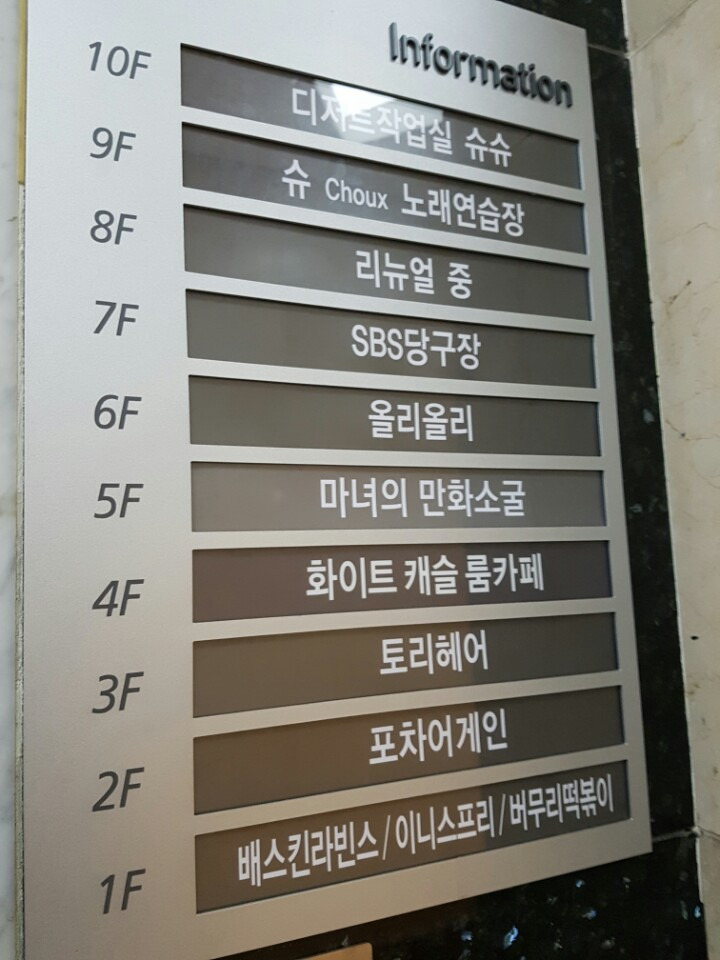 Information
10F 디저트작업실 슈슈
9F 슈 Choux 노래연습장
8F 리뉴얼 중
7F SBS당구장
6F 올리올리
5F 마녀의 만화소굴
4F 화이트 캐슬 룸카페
3F 토리헤어
2F 포차어게인
1F 배스킨라빈스/이니스프리/버무리떡볶이